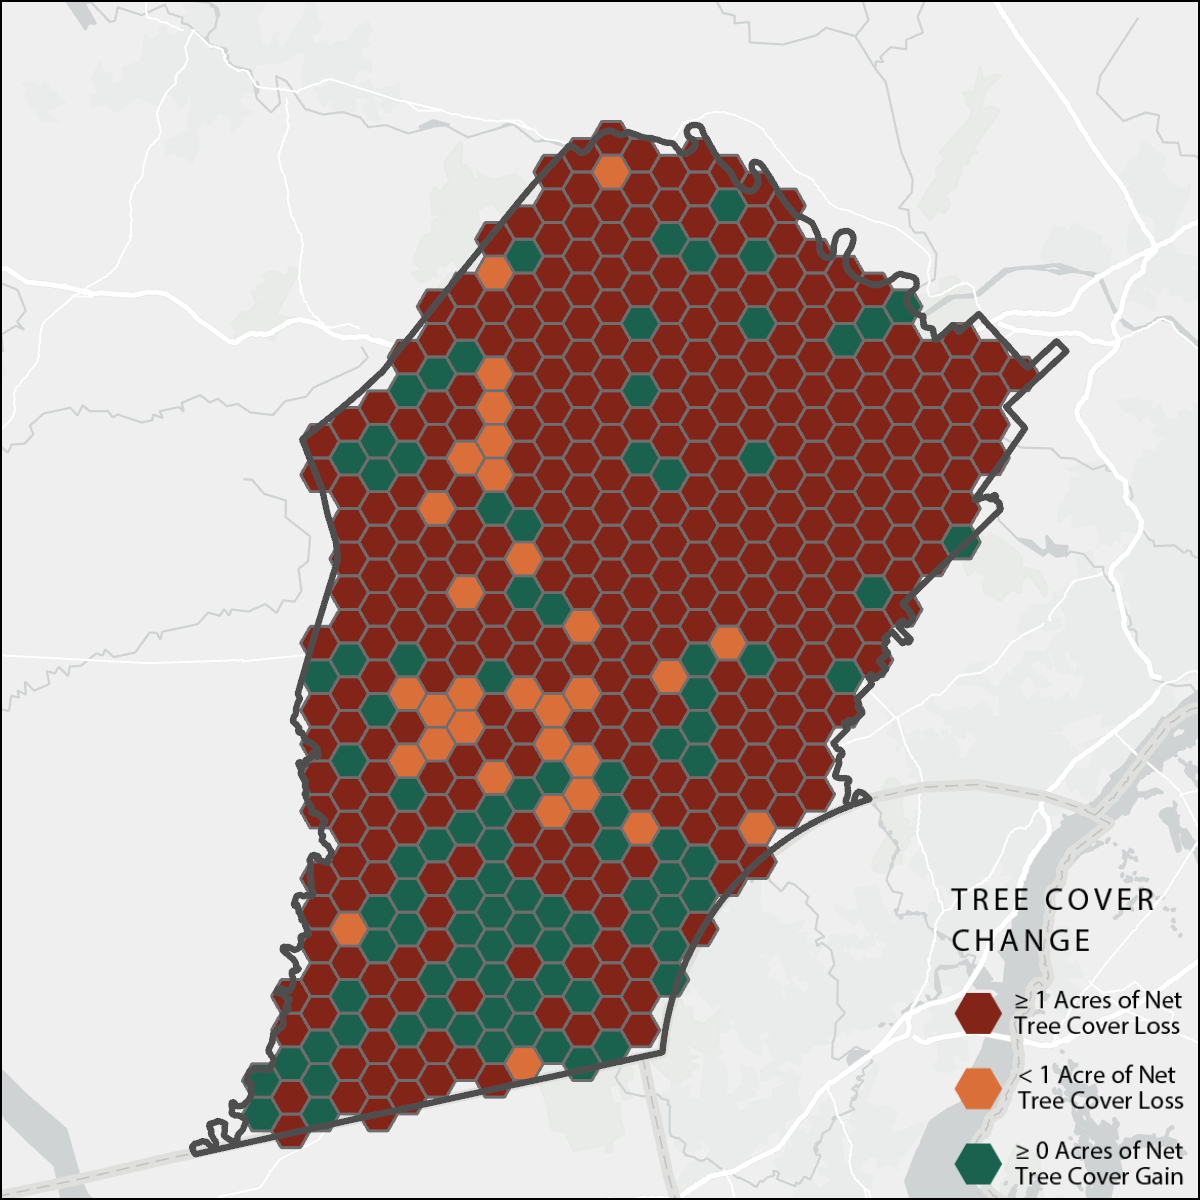 TREE COVER
CHANGE
≥ 1 Acres of Net
Tree Cover Loss
< 1 Acre of Net
Tree Cover Loss
≥ 0 Acres of Net
Tree Cover Gain